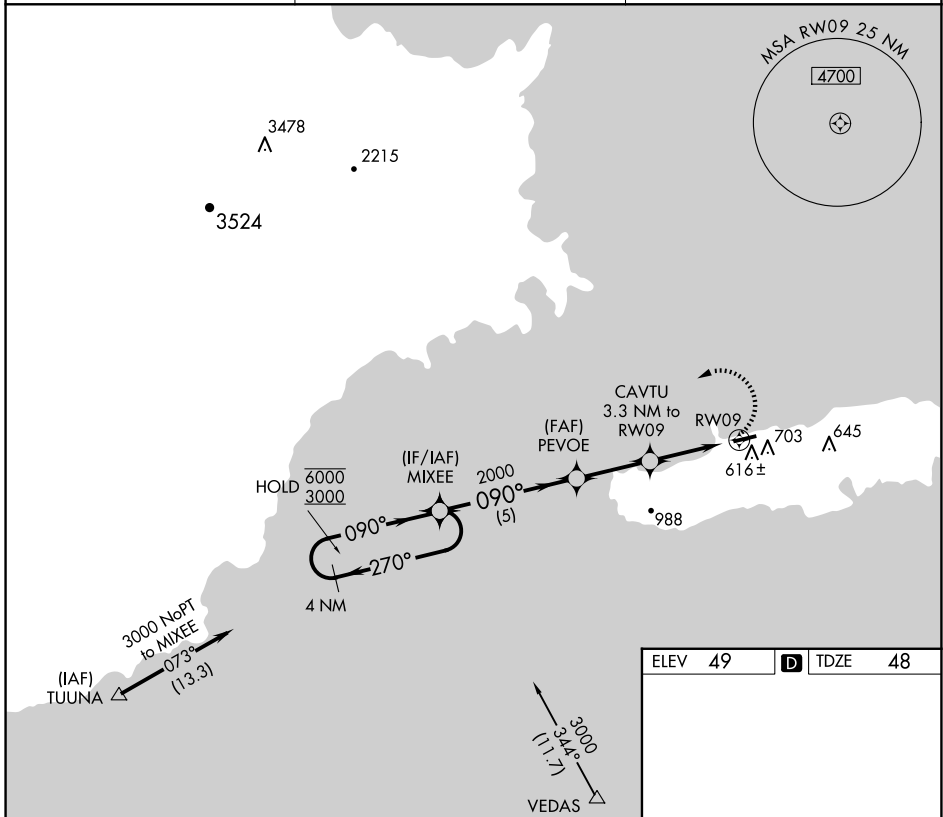 MSA RW09 25 NM
4700
3478
2215
3524
CAVTU
3.3 NM to
RW09
RW09
703
645
616±
(FAF)
PEVOE
(IF/IAF)
MIXEE
2000
090°
(5)
HOLD
6000
3000
090°
270°
4 NM
988
3000 NoPT
to MIXEE
073°
(13.3)
(IAF)
TUUNA
3000
344°
(11.7)
VEDAS
ELEV 49 D TDZE 48